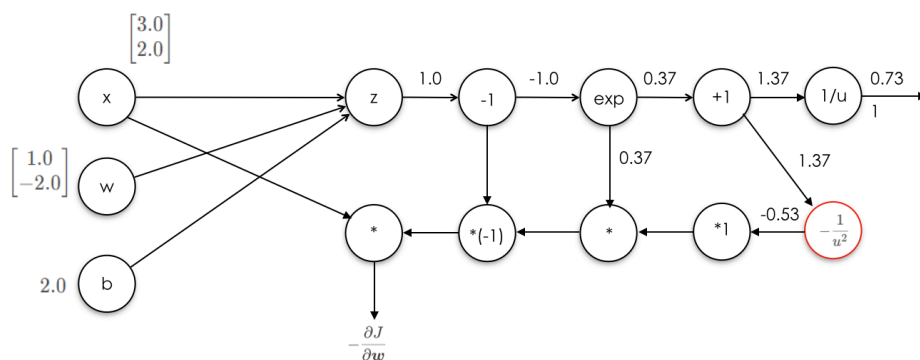 [3.0
2.0]
x
z
1.0
-1
-1.0
exp
0.37
+1
1.37
1/u
0.73
1
[1.0
-2.0]
w
0.37
1.37
b
2.0
*
*(-1)
*
*1
-0.53
-1/u²
-∂J/∂w